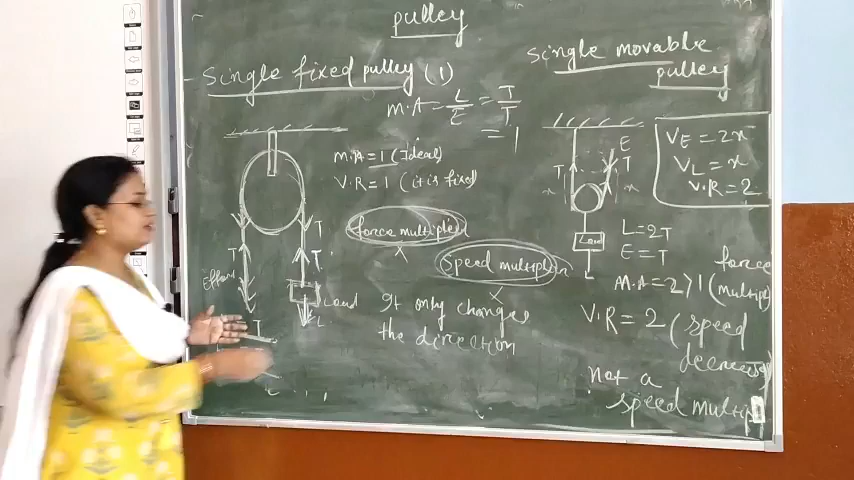 pulley
Single fixed pulley (1)
M.A = L/E = T/T
= 1
M.A = 1 (Ideal)
V.R = 1 (it is fixed)
force multiplier
X
Speed multiplier
X
It only changes
the direction
T
T
T
T
Effort
Load
L
Single movable
pulley
E
T
T
x
x
Load
VE = 2x
VL = x
V.R = 2
L = 2T
E = T
M.A = 2 > 1 (force
multipl
V.R = 2 (speed
decreases)
not a
speed multip